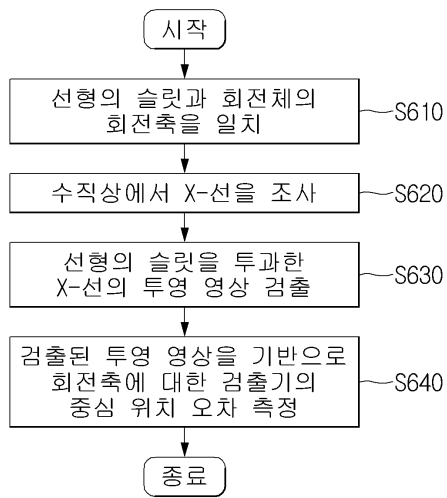 시작
선형의 슬릿과 회전체의
회전축을 일치
S610
수직상에서 X-선을 조사
S620
선형의 슬릿을 투과한
X-선의 투영 영상 검출
S630
검출된 투영 영상을 기반으로
회전축에 대한 검출기의
중심 위치 오차 측정
S640
종료